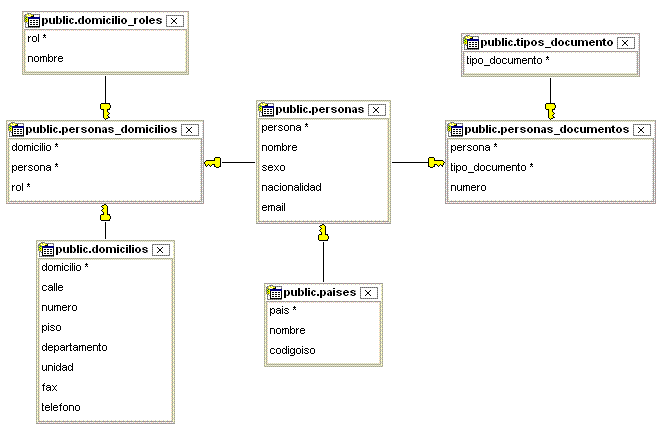 public.domicilio_roles
rol *
nombre
public.tipos_documento
tipo_documento *
public.personas_domicilios
domicilio *
persona *
rol *
public.personas
persona *
nombre
sexo
nacionalidad
email
public.personas_documentos
persona *
tipo_documento *
numero
public.domicilios
domicilio *
calle
numero
piso
departamento
unidad
fax
telefono
public.paises
pais *
nombre
codigoiso